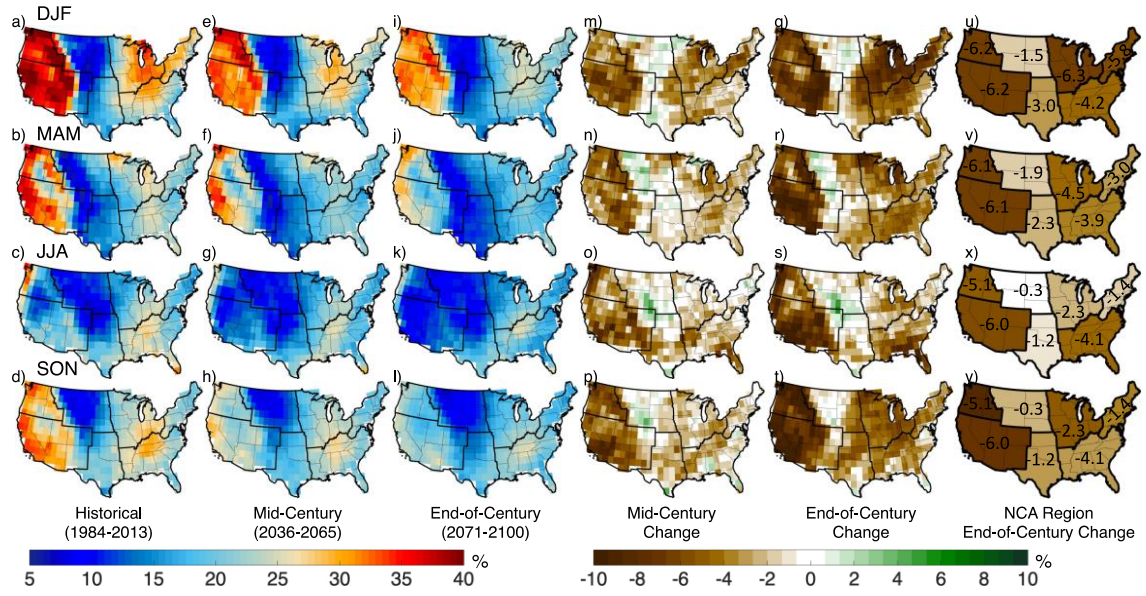 DJF
a) e) i) m) q) u)
-6.2 -1.5 -5.8
-6.3
-6.2 -3.0 -4.2
MAM
b) f) j) n) r) v)
-6.1 -1.9 -3.0
-4.5
-6.1 -2.3 -3.9
JJA
c) g) k) o) s) x)
-5.1 -0.3 -1.4
-2.3
-6.0 -1.2 -4.1
SON
d) h) l) p) t) y)
-5.1 -0.3 -1.4
-2.3
-6.0 -1.2 -4.1
Historical
(1984-2013)
Mid-Century
(2036-2065)
End-of-Century
(2071-2100)
Mid-Century
Change
End-of-Century
Change
NCA Region
End-of-Century Change
%
5 10 15 20 25 30 35 40
%
-10 -8 -6 -4 -2 0 2 4 6 8 10